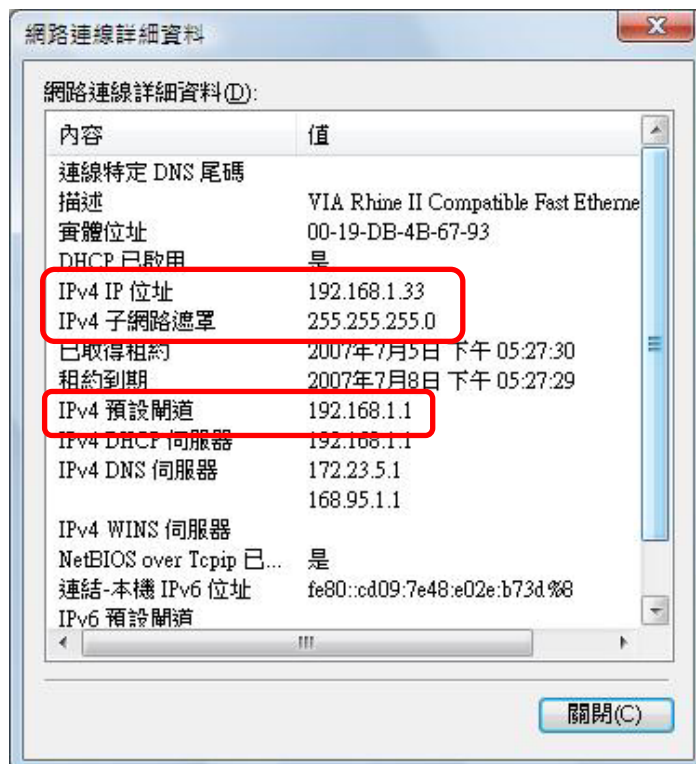 網路連線詳細資料
網路連線詳細資料(D):
內容 值
連線特定 DNS 尾碼
描述 VIA Rhine II Compatible Fast Etherne
實體位址 00-19-DB-4B-67-93
DHCP 已啟用 是
IPv4 IP 位址 192.168.1.33
IPv4 子網路遮罩 255.255.255.0
已取得租約 2007年7月5日 下午 05:27:30
租約到期 2007年7月8日 下午 05:27:29
IPv4 預設閘道 192.168.1.1
IPv4 DHCP 伺服器 192.168.1.1
IPv4 DNS 伺服器 172.23.5.1
168.95.1.1
IPv4 WINS 伺服器
NetBIOS over Tcpip 已... 是
連結-本機 IPv6 位址 fe80::cd09:7e48:e02e:b73d%8
IPv6 預設閘道
關閉(C)